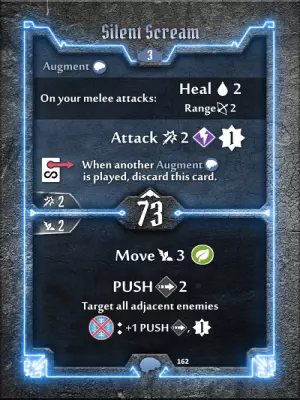 Silent Scream
3
Augment
On your melee attacks:
Heal 2
Range 2
Attack 2 1
When another Augment
is played, discard this card.
2
73
2
Move 3
PUSH 2
Target all adjacent enemies
: +1 PUSH , 1
162